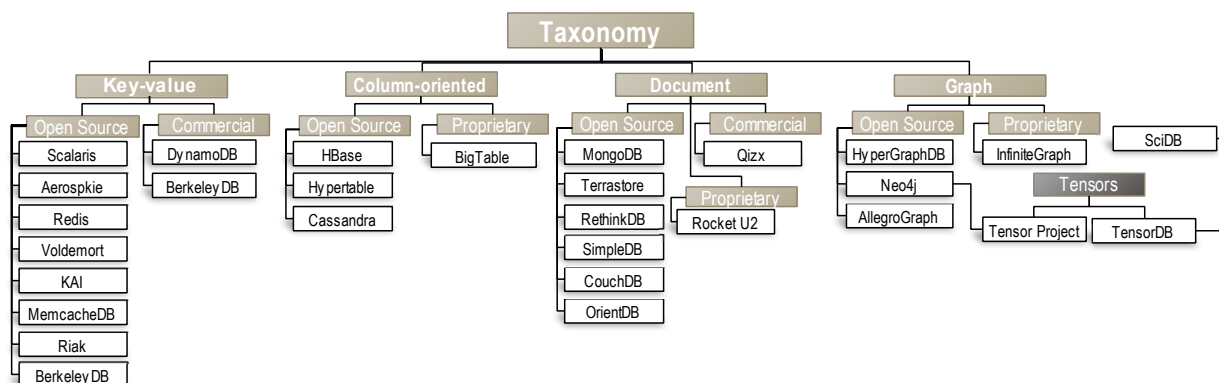 Taxonomy
Key-value
Column-oriented
Document
Graph
Open Source
Commercial
Scalaris
DynamoDB
Aerospkie
Berkeley DB
Redis
Voldemort
KAI
MemcacheDB
Riak
Berkeley DB
Open Source
Proprietary
HBase
BigTable
Hypertable
Cassandra
Open Source
Commercial
MongoDB
Qizx
Terrastore
Proprietary
RethinkDB
Rocket U2
SimpleDB
CouchDB
OrientDB
Open Source
Proprietary
HyperGraphDB
InfiniteGraph
Neo4j
AllegroGraph
SciDB
Tensors
Tensor Project
TensorDB